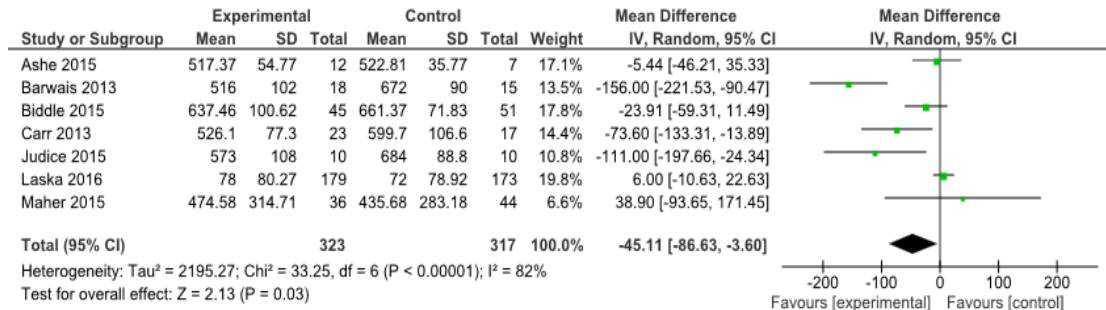 Experimental Control Mean Difference Mean Difference
Study or Subgroup Mean SD Total Mean SD Total Weight IV, Random, 95% CI IV, Random, 95% CI
Ashe 2015 517.37 54.77 12 522.81 35.77 7 17.1% -5.44 [-46.21, 35.33]
Barwais 2013 516 102 18 672 90 15 13.5% -156.00 [-221.53, -90.47]
Biddle 2015 637.46 100.62 45 661.37 71.83 51 17.8% -23.91 [-59.31, 11.49]
Carr 2013 526.1 77.3 23 599.7 106.6 17 14.4% -73.60 [-133.31, -13.89]
Judice 2015 573 108 10 684 88.8 10 10.8% -111.00 [-197.66, -24.34]
Laska 2016 78 80.27 179 72 78.92 173 19.8% 6.00 [-10.63, 22.63]
Maher 2015 474.58 314.71 36 435.68 283.18 44 6.6% 38.90 [-93.65, 171.45]
Total (95% CI) 323 317 100.0% -45.11 [-86.63, -3.60]
Heterogeneity: Tau² = 2195.27; Chi² = 33.25, df = 6 (P < 0.00001); I² = 82%
Test for overall effect: Z = 2.13 (P = 0.03)
-200 -100 0 100 200
Favours [experimental] Favours [control]